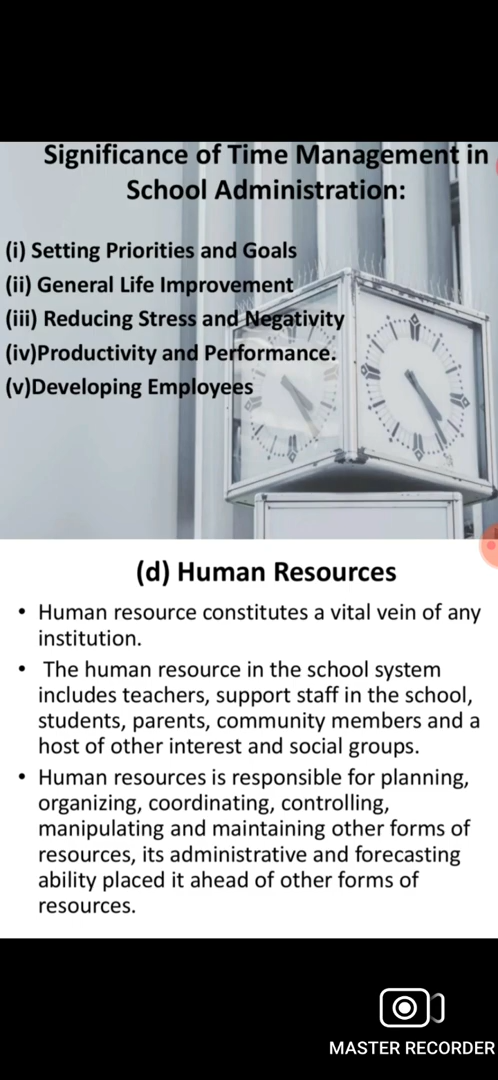 Significance of Time Management in
School Administration:
(i) Setting Priorities and Goals
(ii) General Life Improvement
(iii) Reducing Stress and Negativity
(iv)Productivity and Performance.
(v)Developing Employees
(d) Human Resources
• Human resource constitutes a vital vein of any
institution.
• The human resource in the school system
includes teachers, support staff in the school,
students, parents, community members and a
host of other interest and social groups.
• Human resources is responsible for planning,
organizing, coordinating, controlling,
manipulating and maintaining other forms of
resources, its administrative and forecasting
ability placed it ahead of other forms of
resources.
MASTER RECORDER